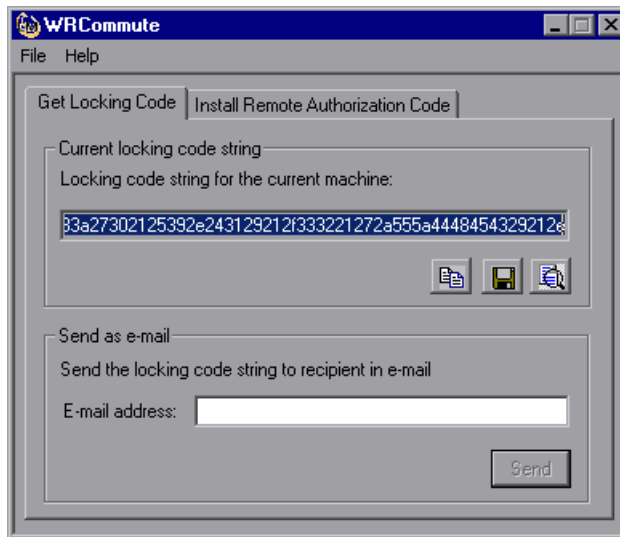 WRCommute
File Help
Get Locking Code Install Remote Authorization Code
Current locking code string
Locking code string for the current machine:
33a27302125392e243129212f333221272a555a4448454329212e
Send as e-mail
Send the locking code string to recipient in e-mail
E-mail address:
Send